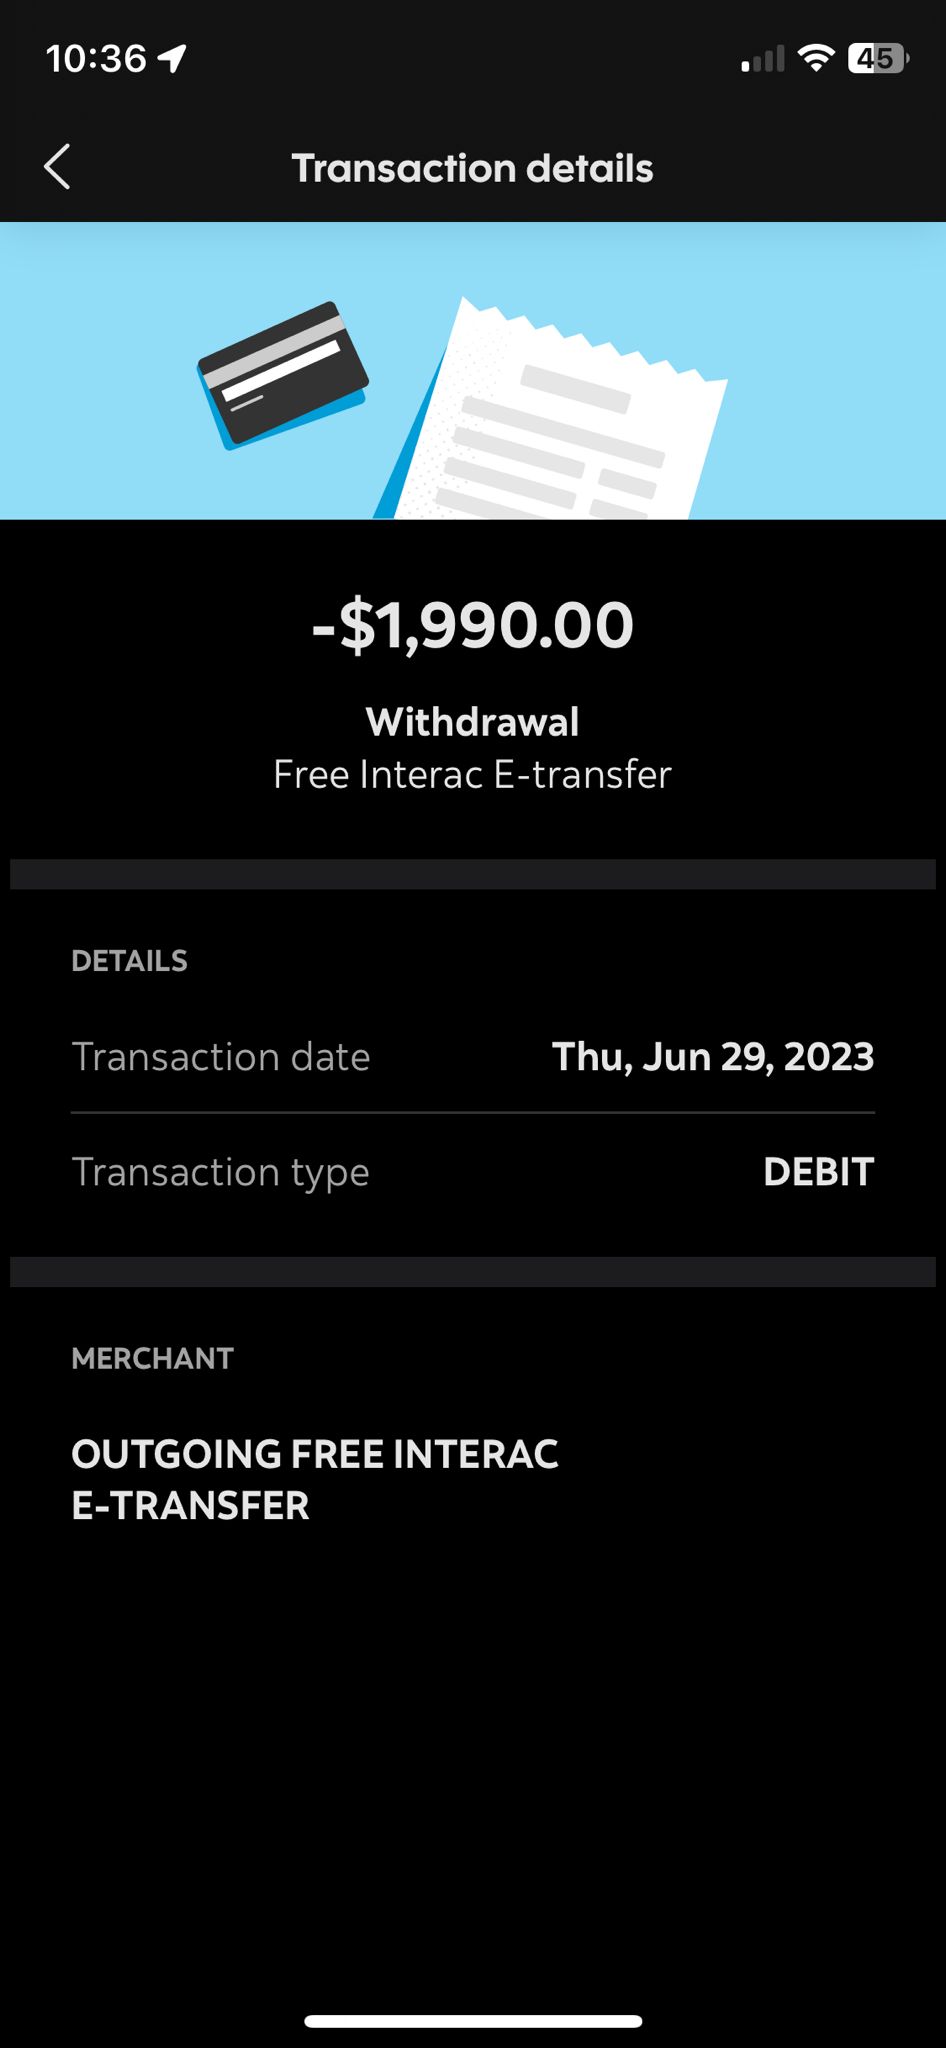 10:36
45
Transaction details
-$1,990.00
Withdrawal
Free Interac E-transfer
DETAILS
Transaction date Thu, Jun 29, 2023
Transaction type DEBIT
MERCHANT
OUTGOING FREE INTERAC
E-TRANSFER